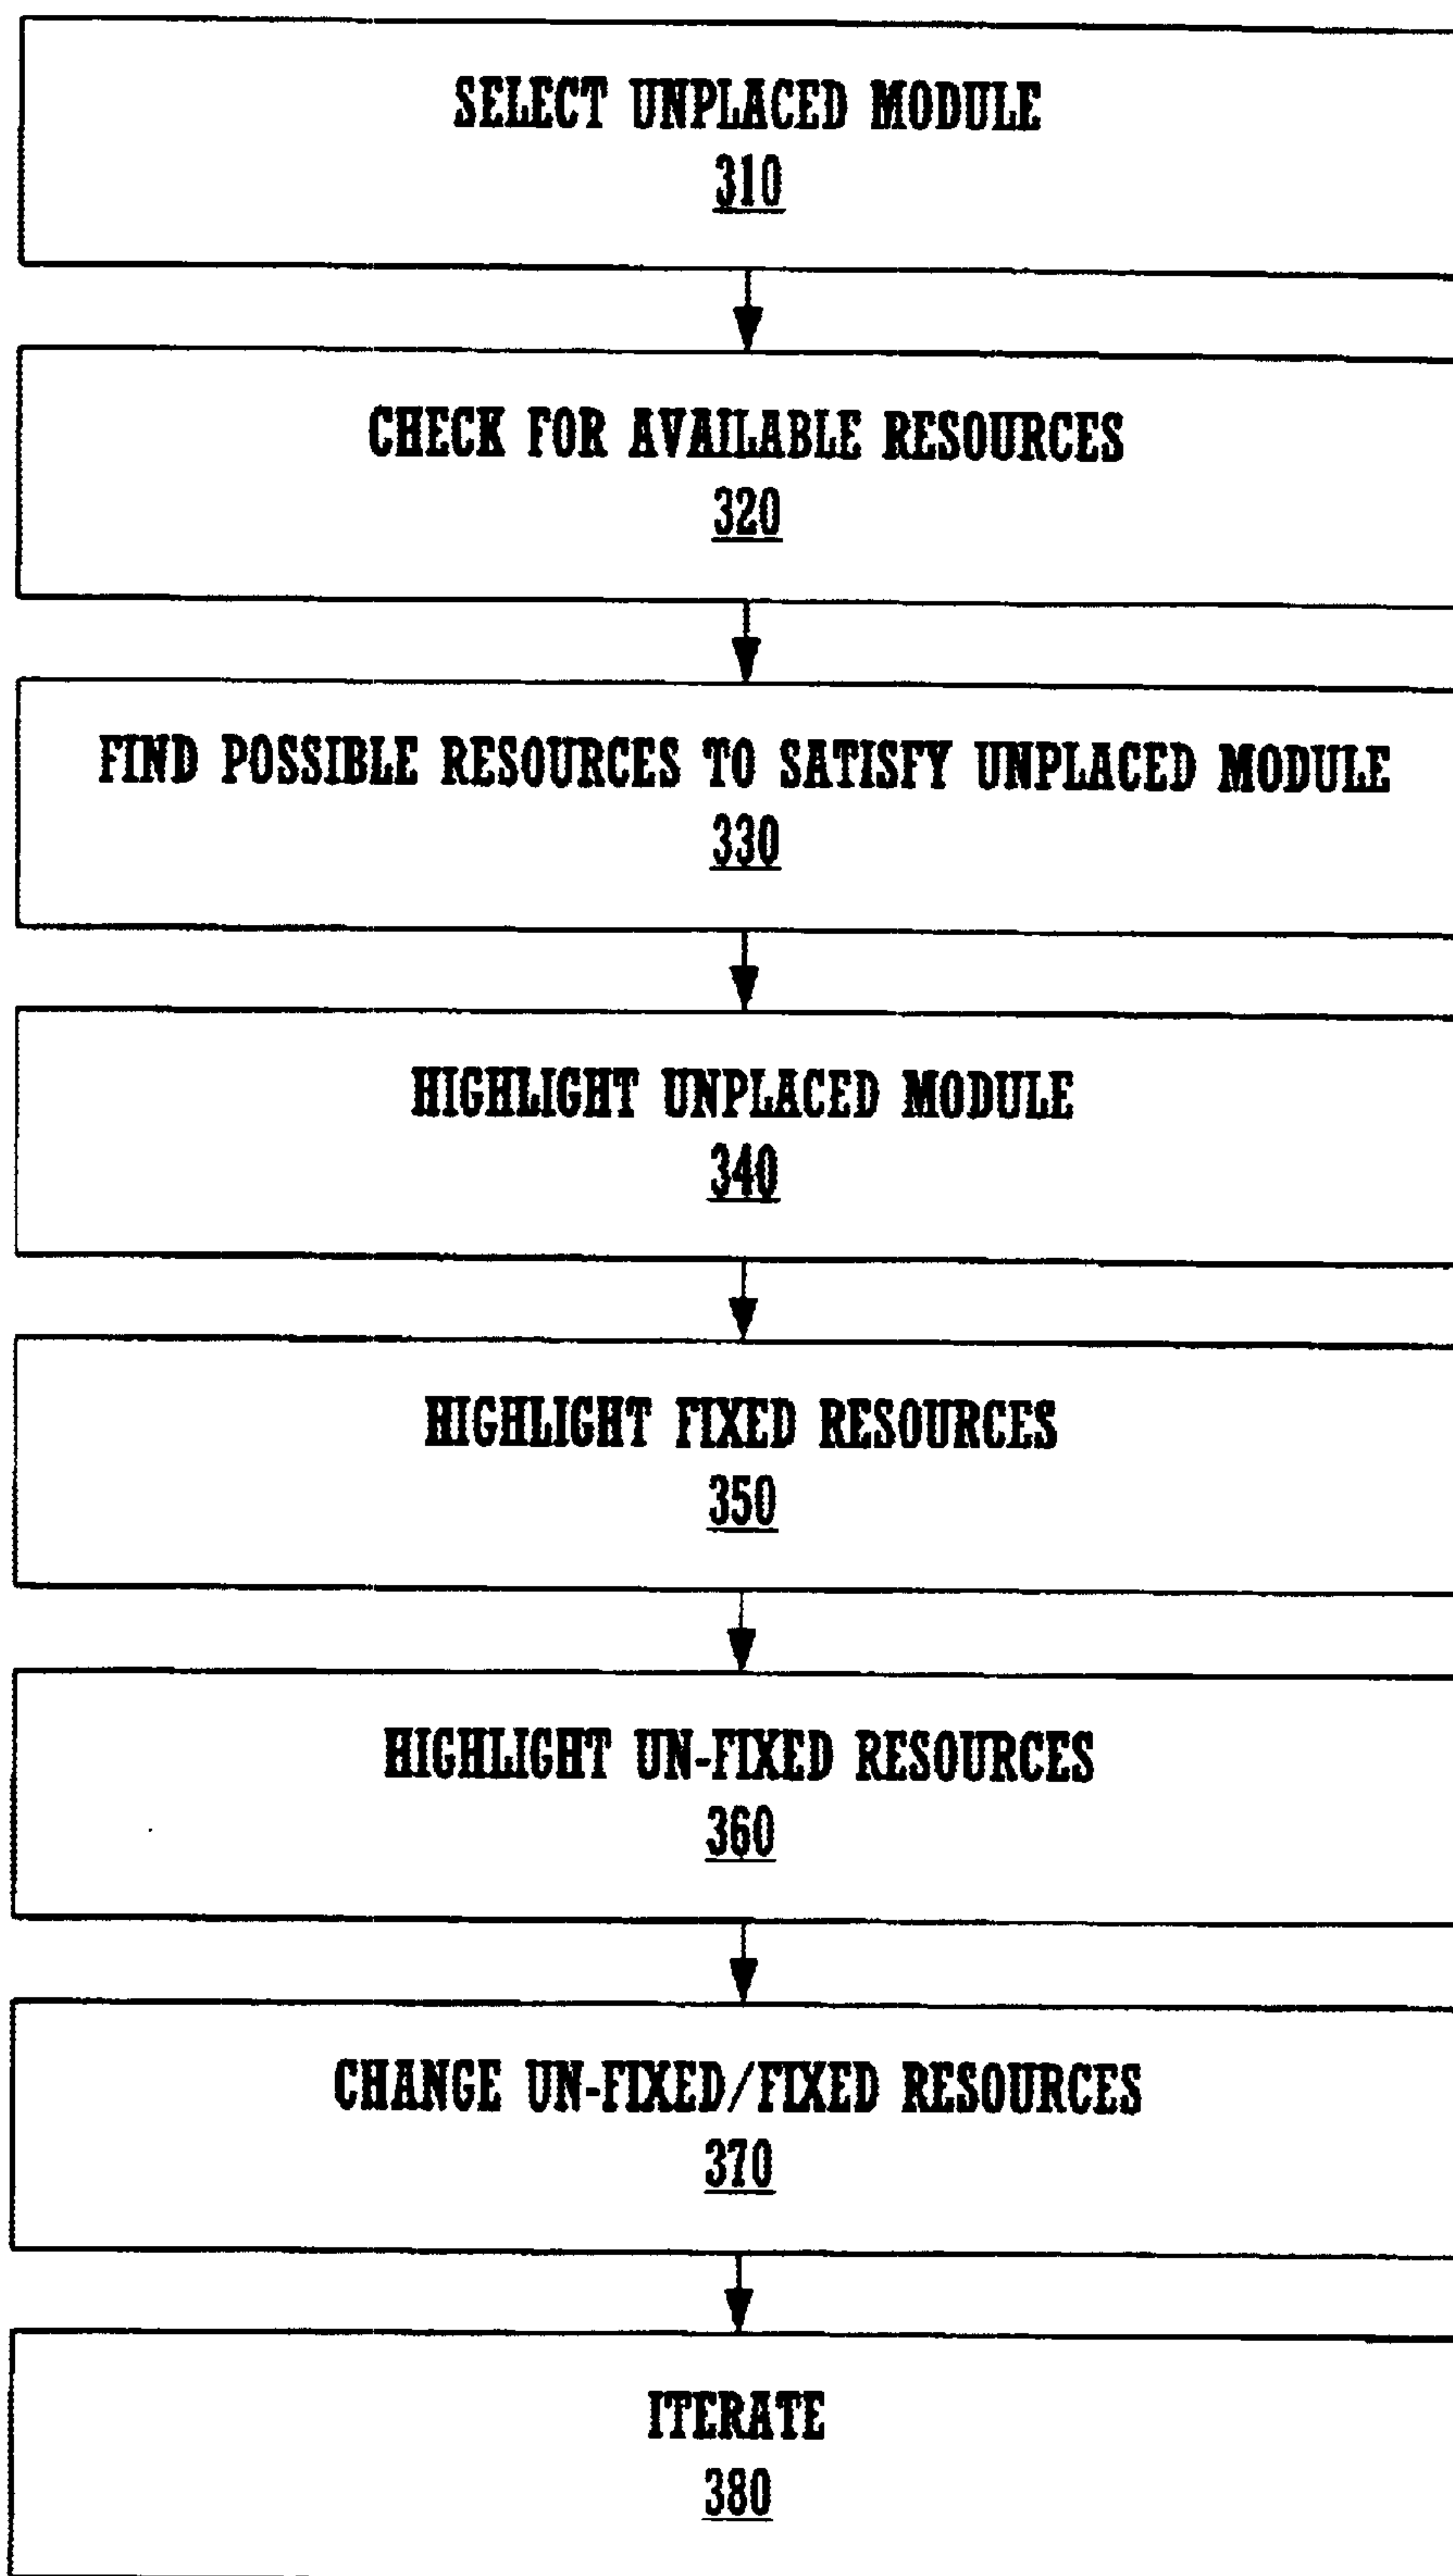 SELECT UNPLACED MODULE
310
CHECK FOR AVAILABLE RESOURCES
320
FIND POSSIBLE RESOURCES TO SATISFY UNPLACED MODULE
330
HIGHLIGHT UNPLACED MODULE
340
HIGHLIGHT FIXED RESOURCES
350
HIGHLIGHT UN-FIXED RESOURCES
360
CHANGE UN-FIXED/FIXED RESOURCES
370
ITERATE
380